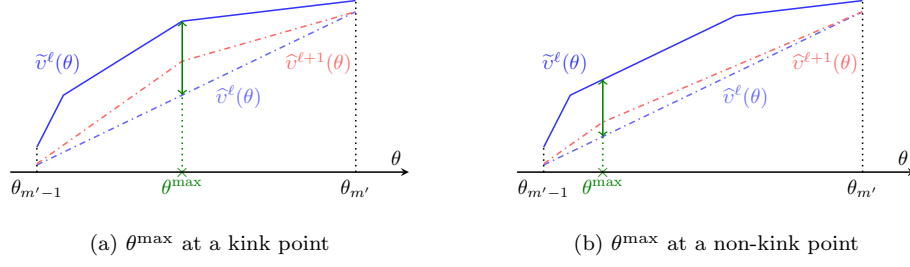 ṽ^ℓ(θ) v̂^{ℓ+1}(θ) v̂^ℓ(θ) θ
θ_{m′−1} θ^max θ_{m′}
(a) θ^max at a kink point
ṽ^ℓ(θ) v̂^{ℓ+1}(θ) v̂^ℓ(θ) θ
θ_{m′−1} θ^max θ_{m′}
(b) θ^max at a non-kink point